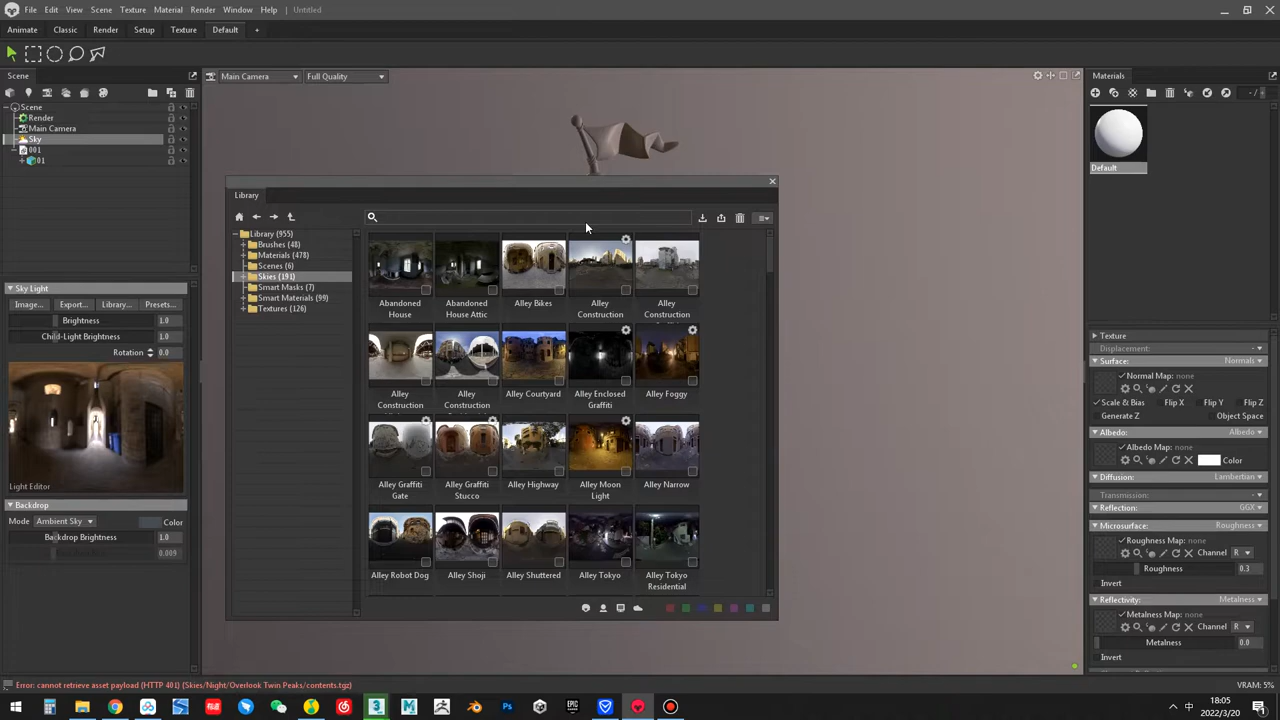 File Edit View Scene Texture Material Render Window Help Untitled
Animate Classic Render Setup Texture Default +
Scene
Main Camera Full Quality
Materials
Scene
Render
Main Camera
Sky
001
01
Default
Library
Library (955)
Brushes (48)
Materials (478)
Scenes (6)
Skies (191)
Smart Masks (7)
Smart Materials (99)
Textures (126)
Abandoned House
Abandoned House Attic
Alley Bikes
Alley Construction
Alley Construction
Alley Construction
Alley Construction
Alley Courtyard
Alley Enclosed Graffiti
Alley Foggy
Alley Graffiti Gate
Alley Graffiti Stucco
Alley Highway
Alley Moon Light
Alley Narrow
Alley Robot Dog
Alley Shoji
Alley Shuttered
Alley Tokyo
Alley Tokyo Residential
Sky Light
Image... Export... Library... Presets...
Brightness 1.0
Child-Light Brightness 1.0
Rotation 0.0
Light Editor
Backdrop
Mode Ambient Sky Color
Backdrop Brightness 1.0
0.009
Texture
Displacement:
Surface: Normals
Normal Map: none
Scale & Bias Flip X Flip Y Flip Z
Generate Z Object Space
Albedo: Albedo
Albedo Map: none
Color
Diffusion: Lambertian
Transmission:
Reflection: GGX
Microsurface: Roughness
Roughness Map: none
Channel R
Roughness 0.3
Invert
Reflectivity: Metalness
Metalness Map: none
Channel R
Metalness 0.0
Invert
Error: cannot retrieve asset payload (HTTP 401) (Skies/Night/Overlook Twin Peaks/contents.tgz)
VRAM: 5%
中
18:05
2022/3/20